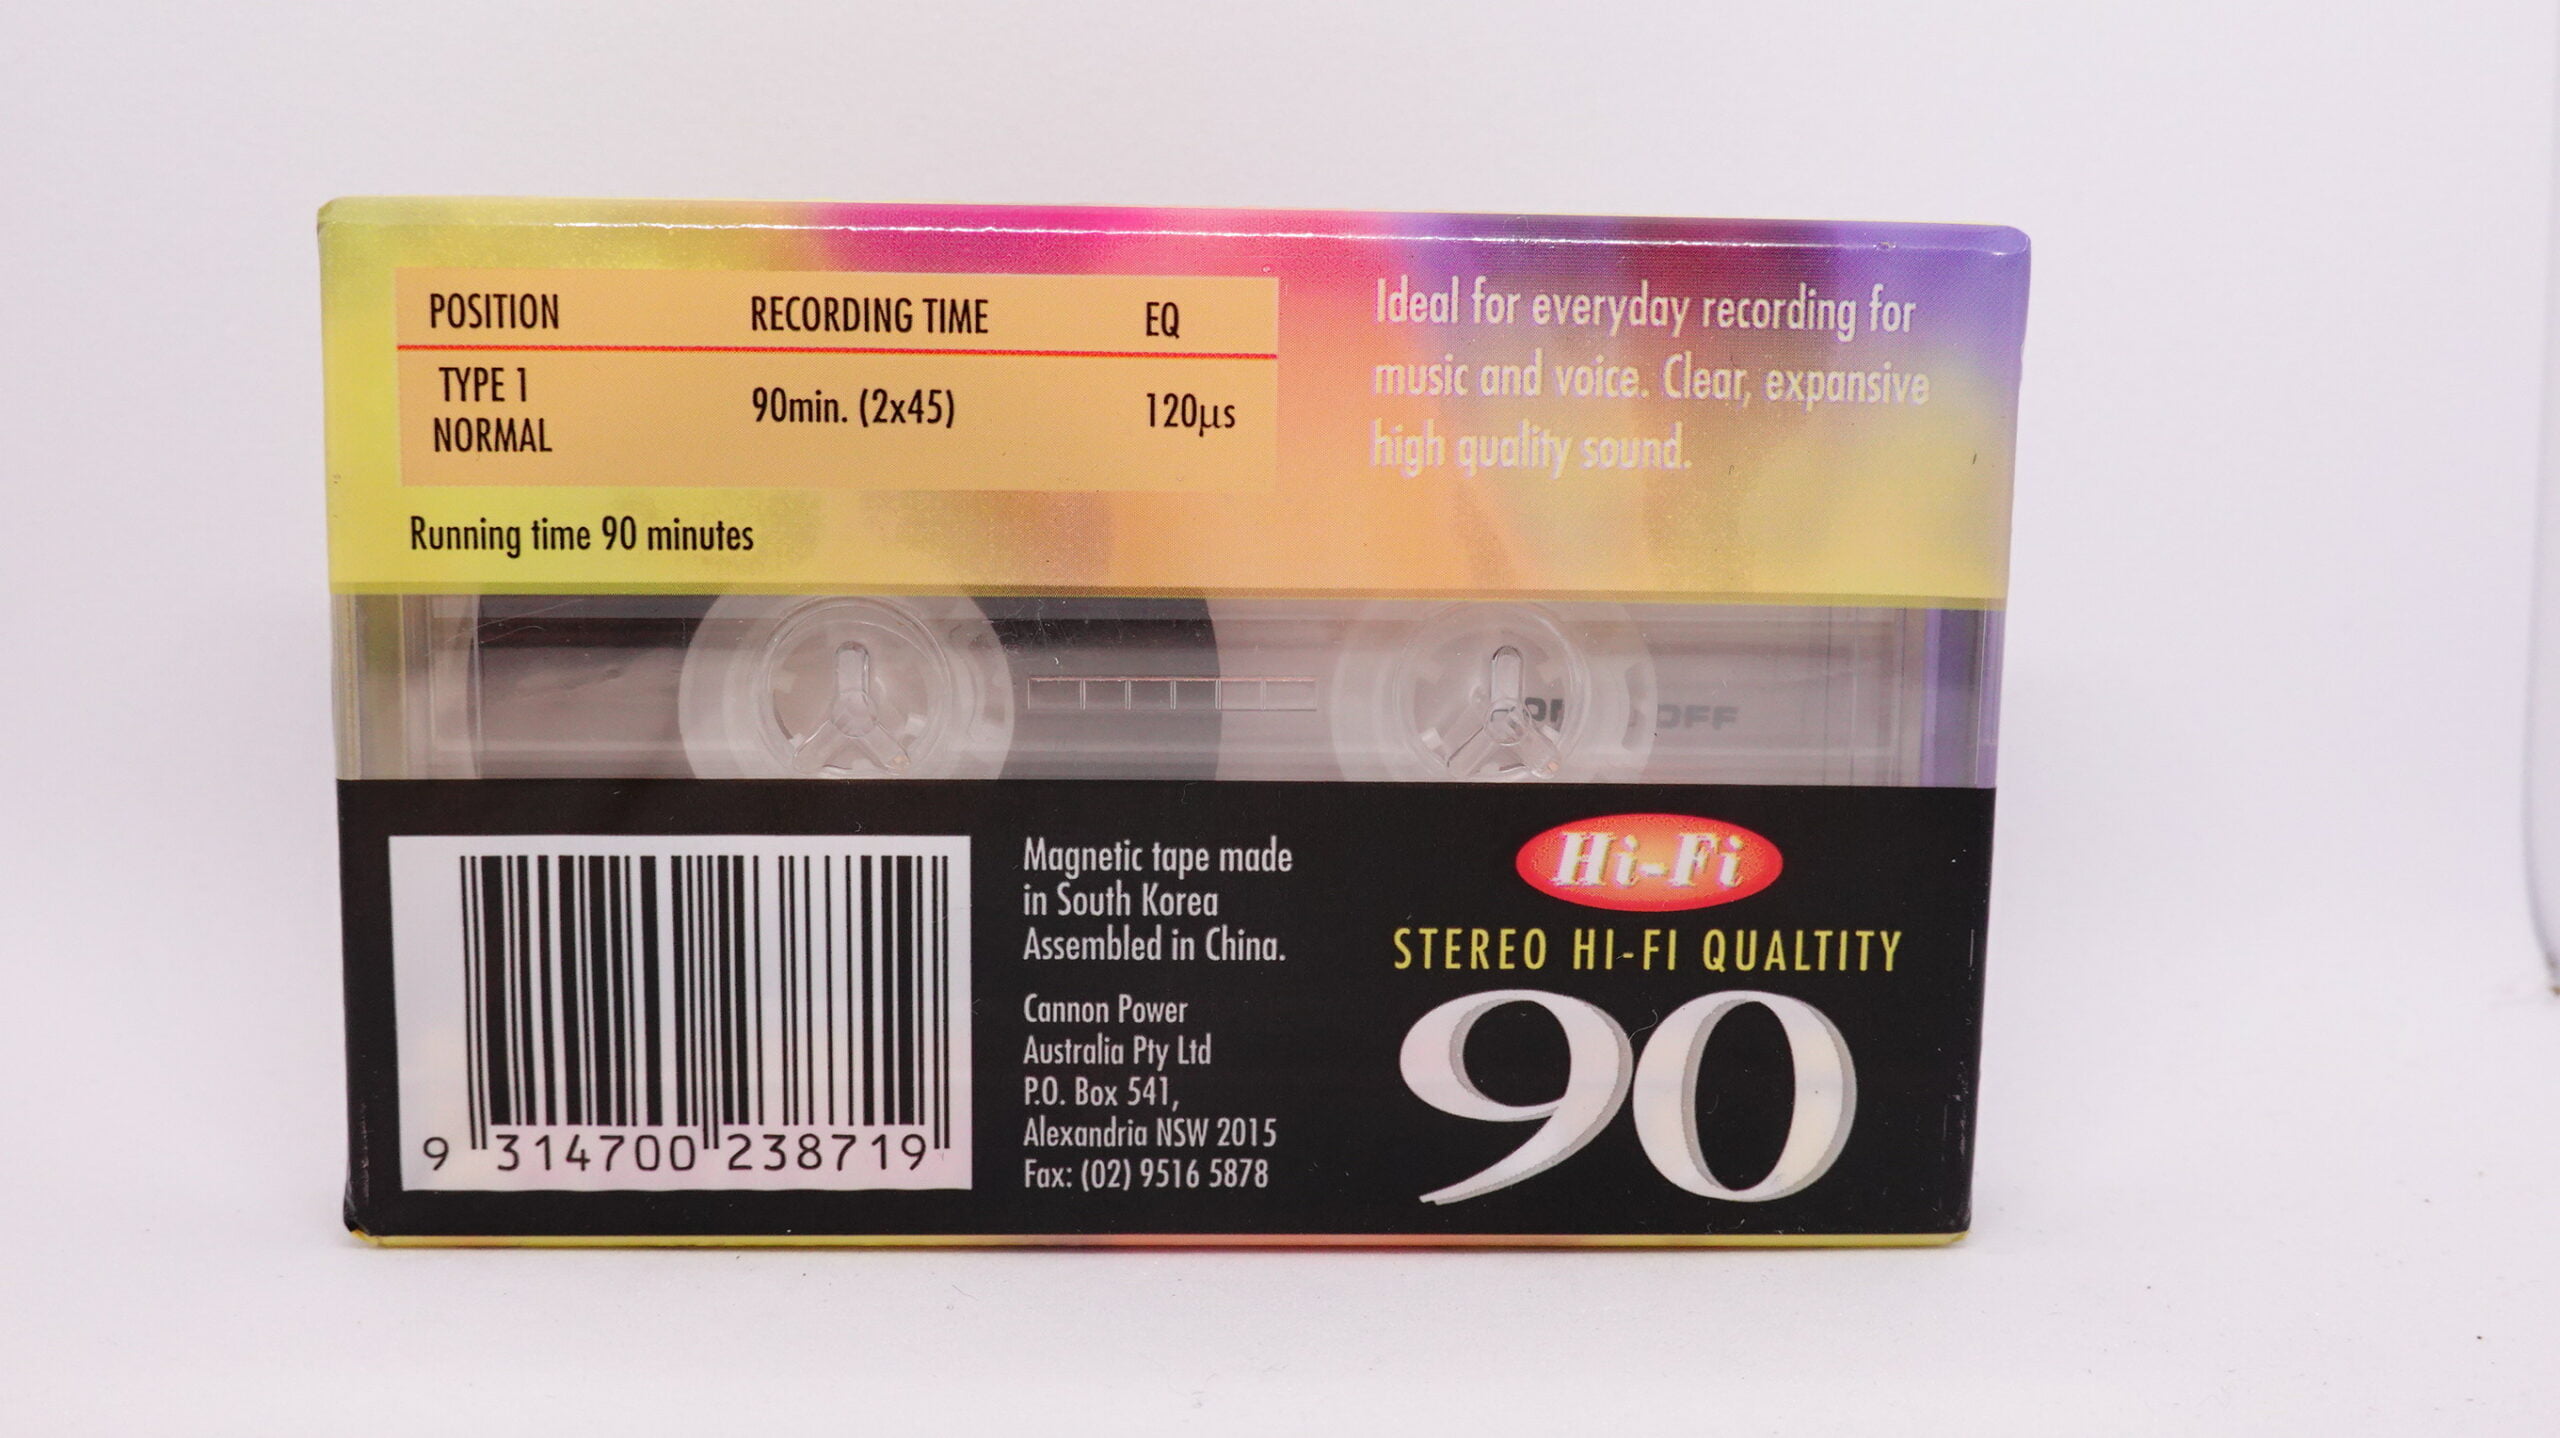 POSITION RECORDING TIME EQ
TYPE 1
NORMAL
90min. (2x45) 120µs
Running time 90 minutes
Ideal for everyday recording for
music and voice. Clear, expansive
high quality sound.
OFF
9 314700 238719
Magnetic tape made
in South Korea
Assembled in China.
Cannon Power
Australia Pty Ltd
P.O. Box 541,
Alexandria NSW 2015
Fax: (02) 9516 5878
Hi-Fi
STEREO HI-FI QUALTITY
90